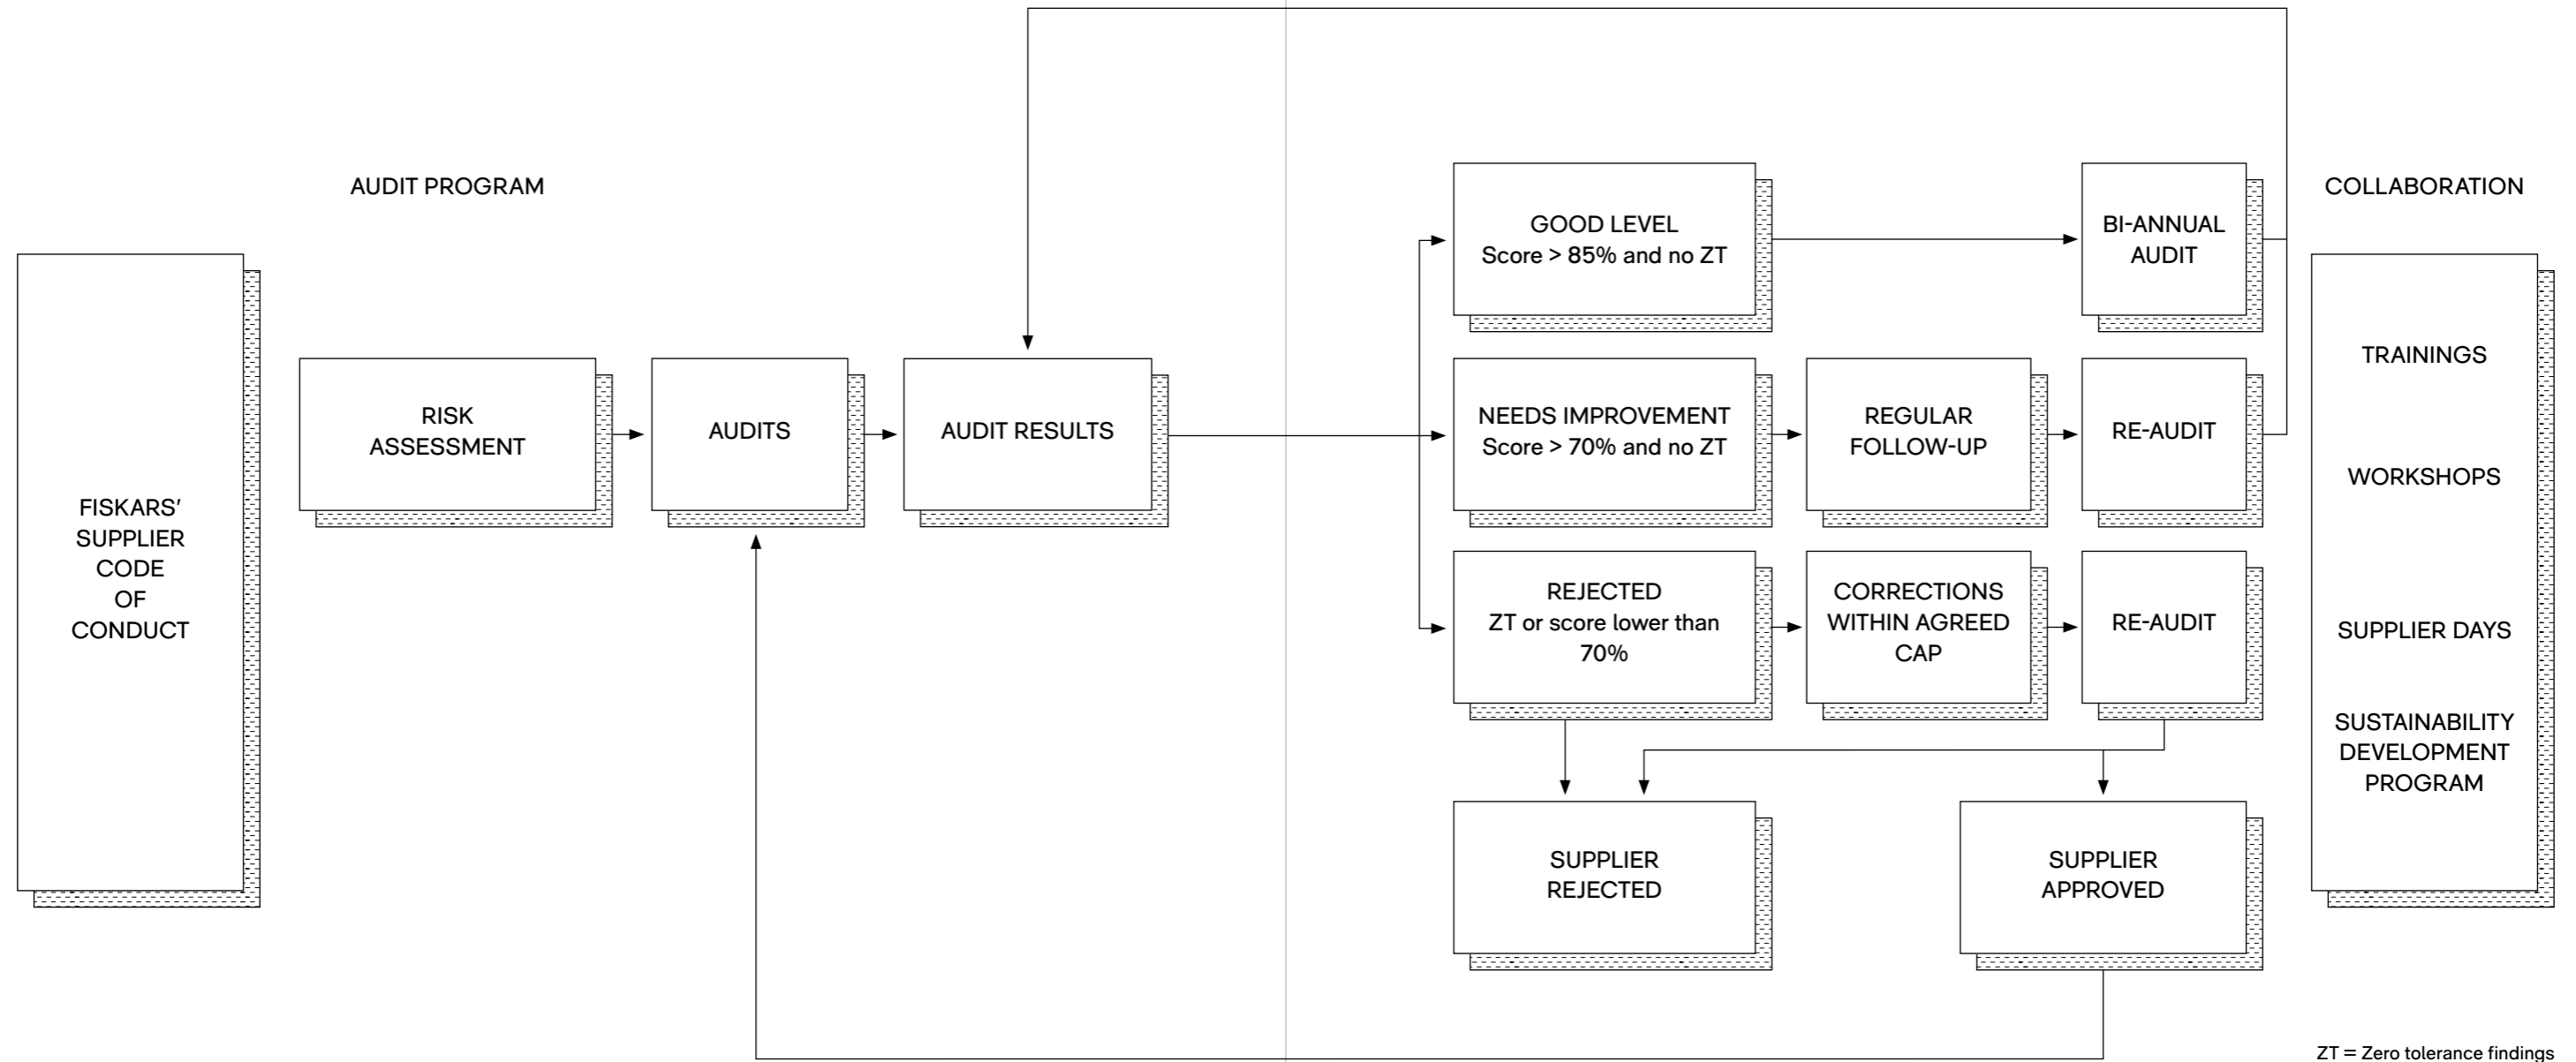 AUDIT PROGRAM
COLLABORATION
FISKARS’
SUPPLIER
CODE
OF
CONDUCT
RISK
ASSESSMENT
AUDITS
AUDIT RESULTS
GOOD LEVEL
Score > 85% and no ZT
BI-ANNUAL
AUDIT
NEEDS IMPROVEMENT
Score > 70% and no ZT
REGULAR
FOLLOW-UP
RE-AUDIT
REJECTED
ZT or score lower than
70%
CORRECTIONS
WITHIN AGREED
CAP
RE-AUDIT
SUPPLIER
REJECTED
SUPPLIER
APPROVED
TRAININGS
WORKSHOPS
SUPPLIER DAYS
SUSTAINABILITY
DEVELOPMENT
PROGRAM
ZT = Zero tolerance findings